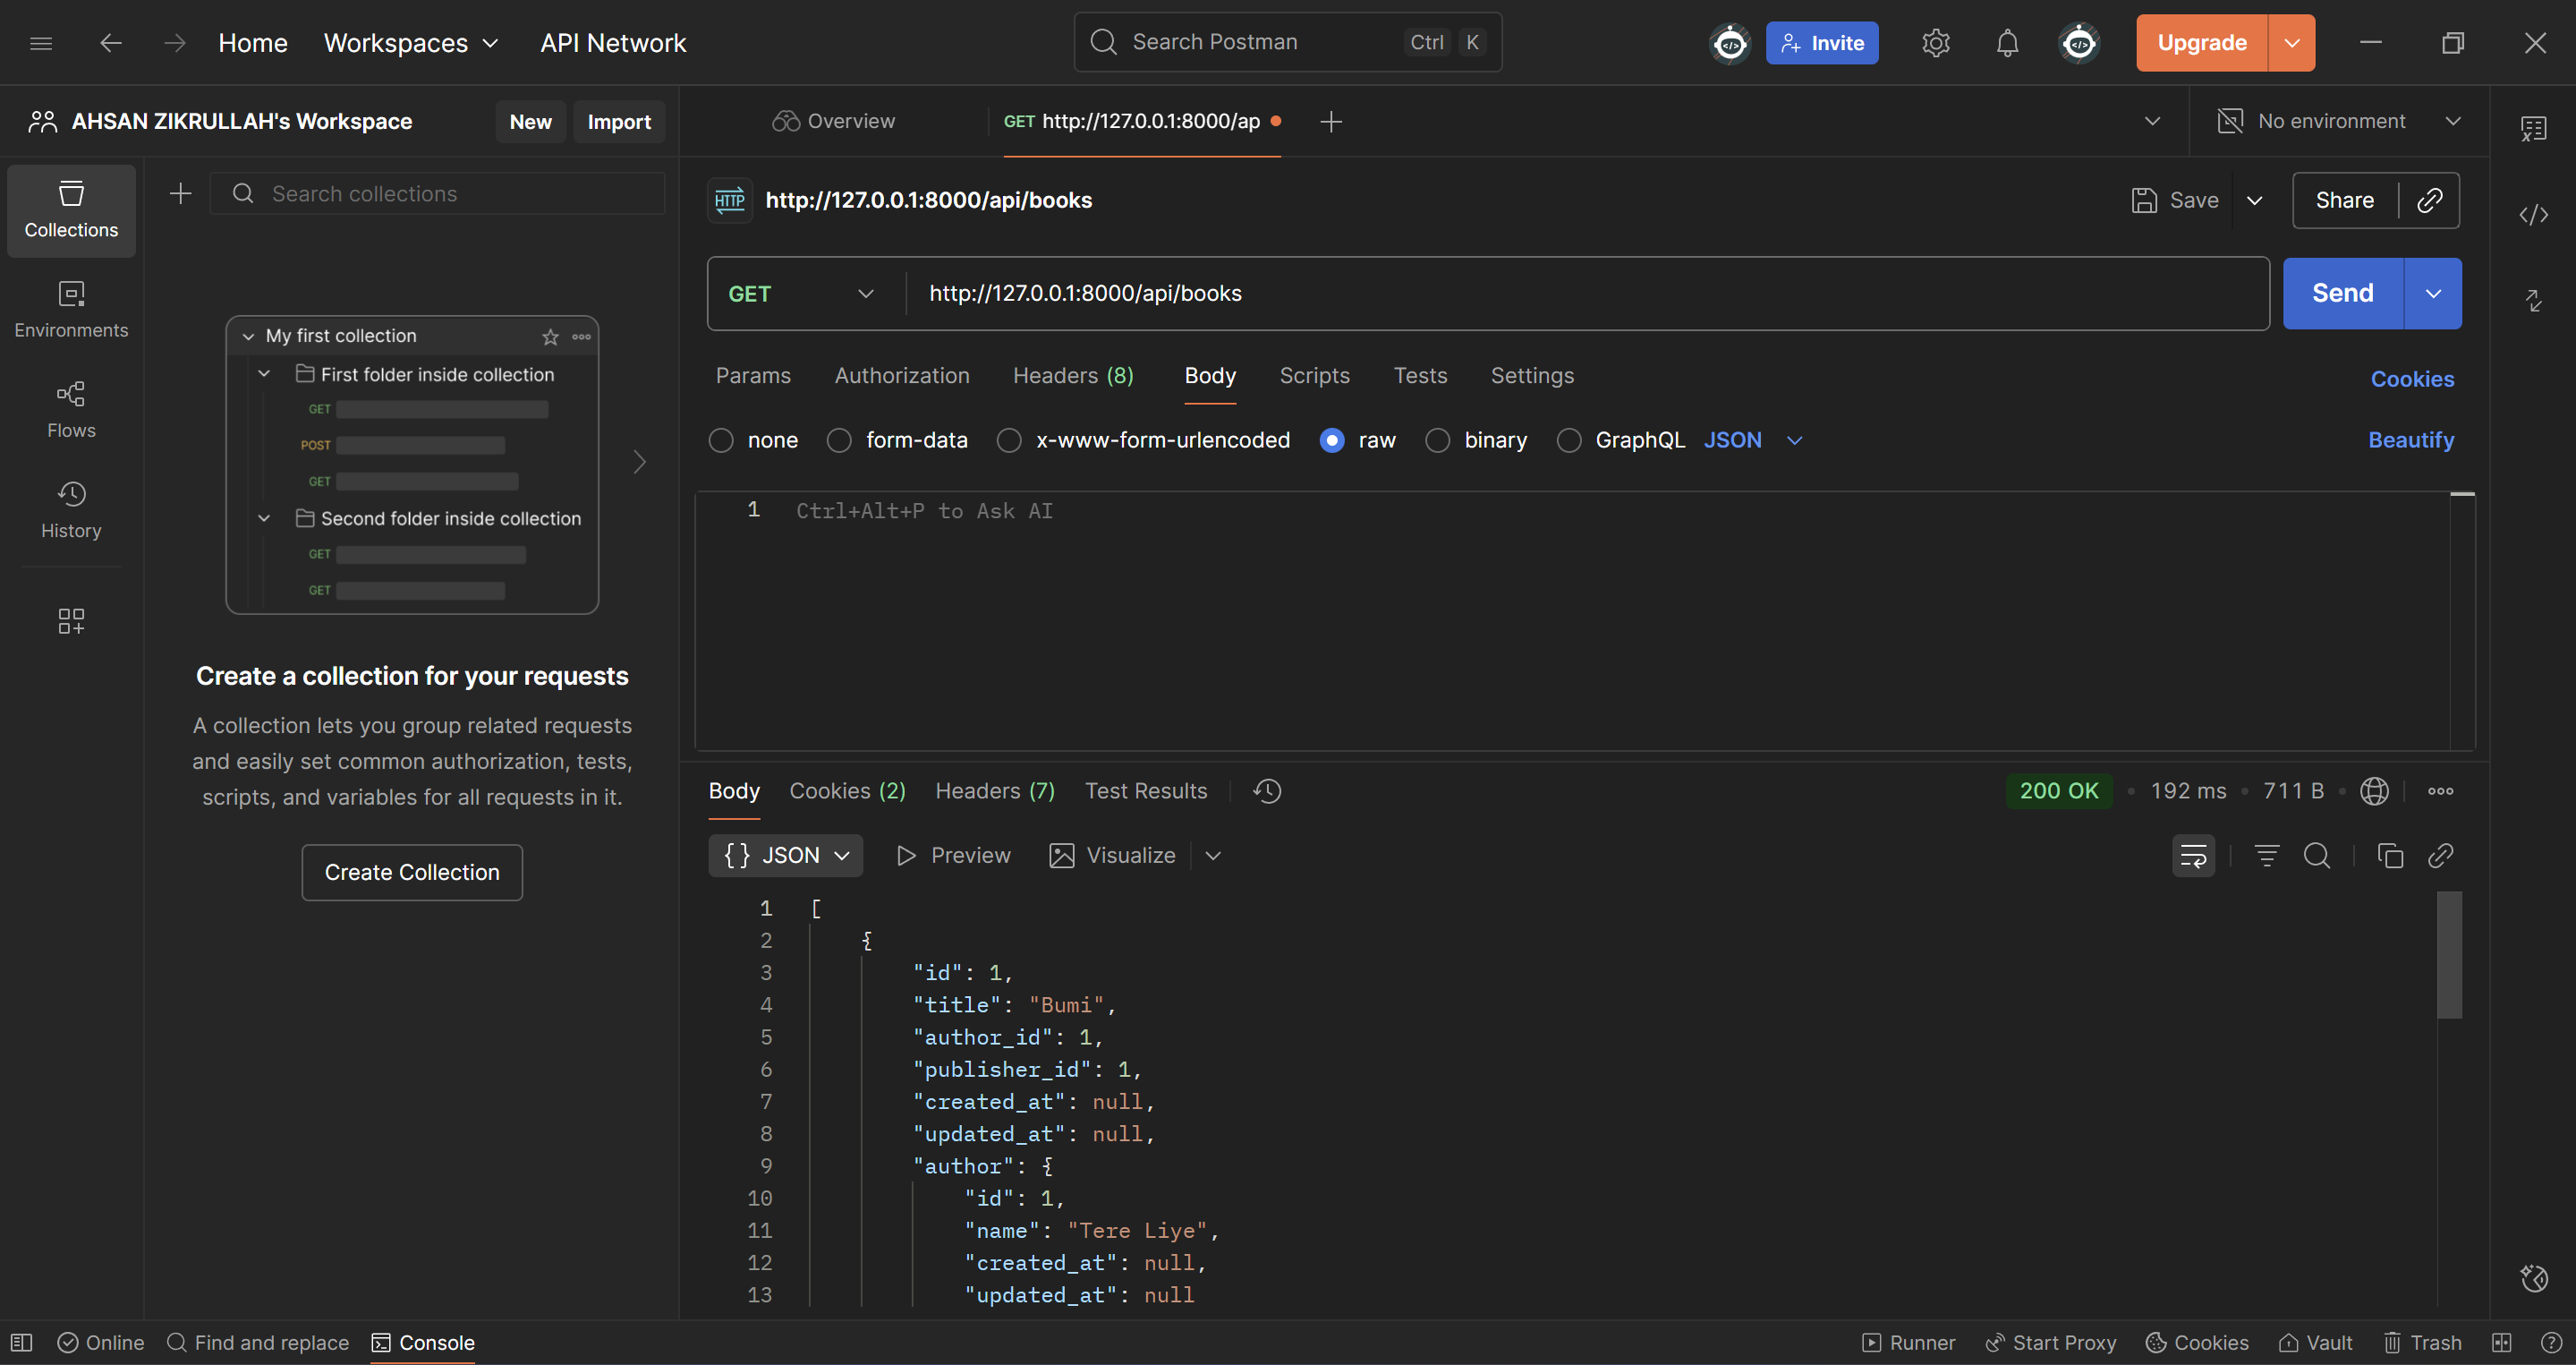 Home Workspaces API Network Search Postman Ctrl K Invite Upgrade
AHSAN ZIKRULLAH's Workspace New Import Overview GET http://127.0.0.1:8000/ap No environment
Collections
Environments
Flows
History
Search collections
My first collection
First folder inside collection
GET
POST
GET
Second folder inside collection
GET
GET
Create a collection for your requests
A collection lets you group related requests
and easily set common authorization, tests,
scripts, and variables for all requests in it.
Create Collection
HTTP http://127.0.0.1:8000/api/books Save Share
GET http://127.0.0.1:8000/api/books Send
Params Authorization Headers (8) Body Scripts Tests Settings Cookies
none form-data x-www-form-urlencoded raw binary GraphQL JSON Beautify
1 Ctrl+Alt+P to Ask AI
Body Cookies (2) Headers (7) Test Results 200 OK • 192 ms • 711 B •
{} JSON Preview Visualize
1 [
2 {
3 "id": 1,
4 "title": "Bumi",
5 "author_id": 1,
6 "publisher_id": 1,
7 "created_at": null,
8 "updated_at": null,
9 "author": {
10 "id": 1,
11 "name": "Tere Liye",
12 "created_at": null,
13 "updated_at": null
Online Find and replace Console Runner Start Proxy Cookies Vault Trash